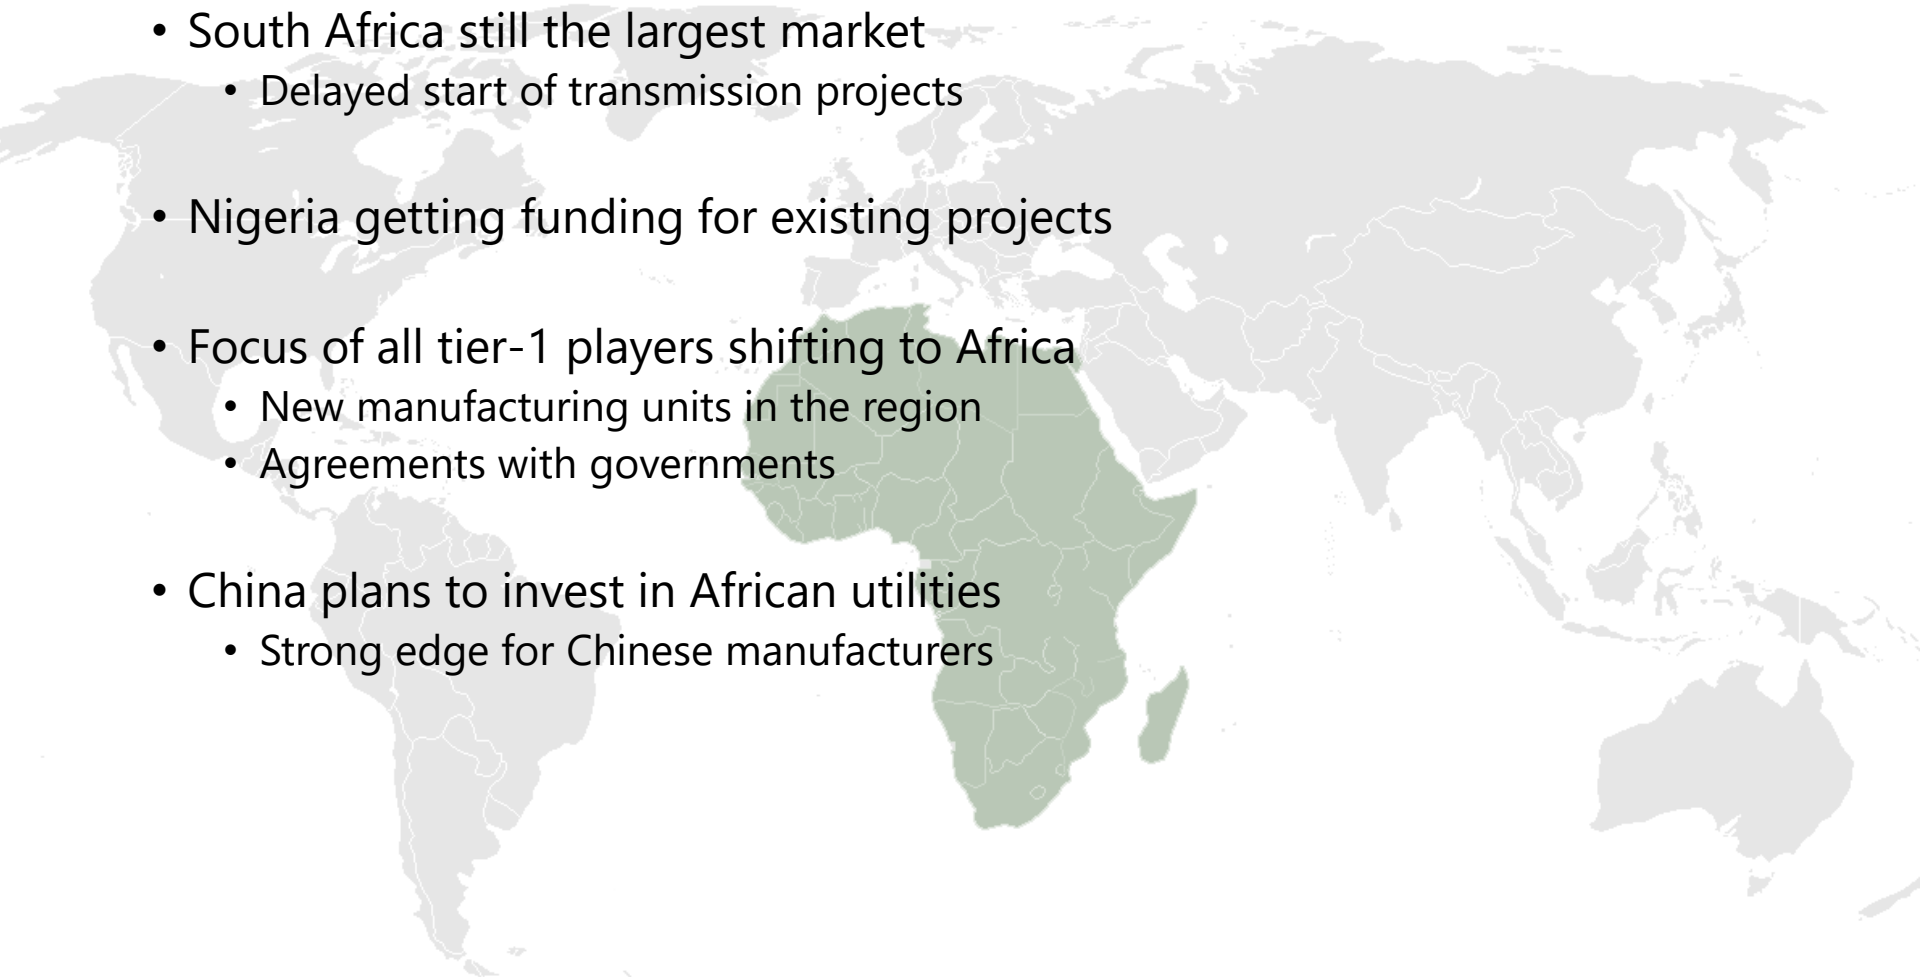 • South Africa still the largest market
• Delayed start of transmission projects
• Nigeria getting funding for existing projects
• Focus of all tier-1 players shifting to Africa
• New manufacturing units in the region
• Agreements with governments
• China plans to invest in African utilities
• Strong edge for Chinese manufacturers